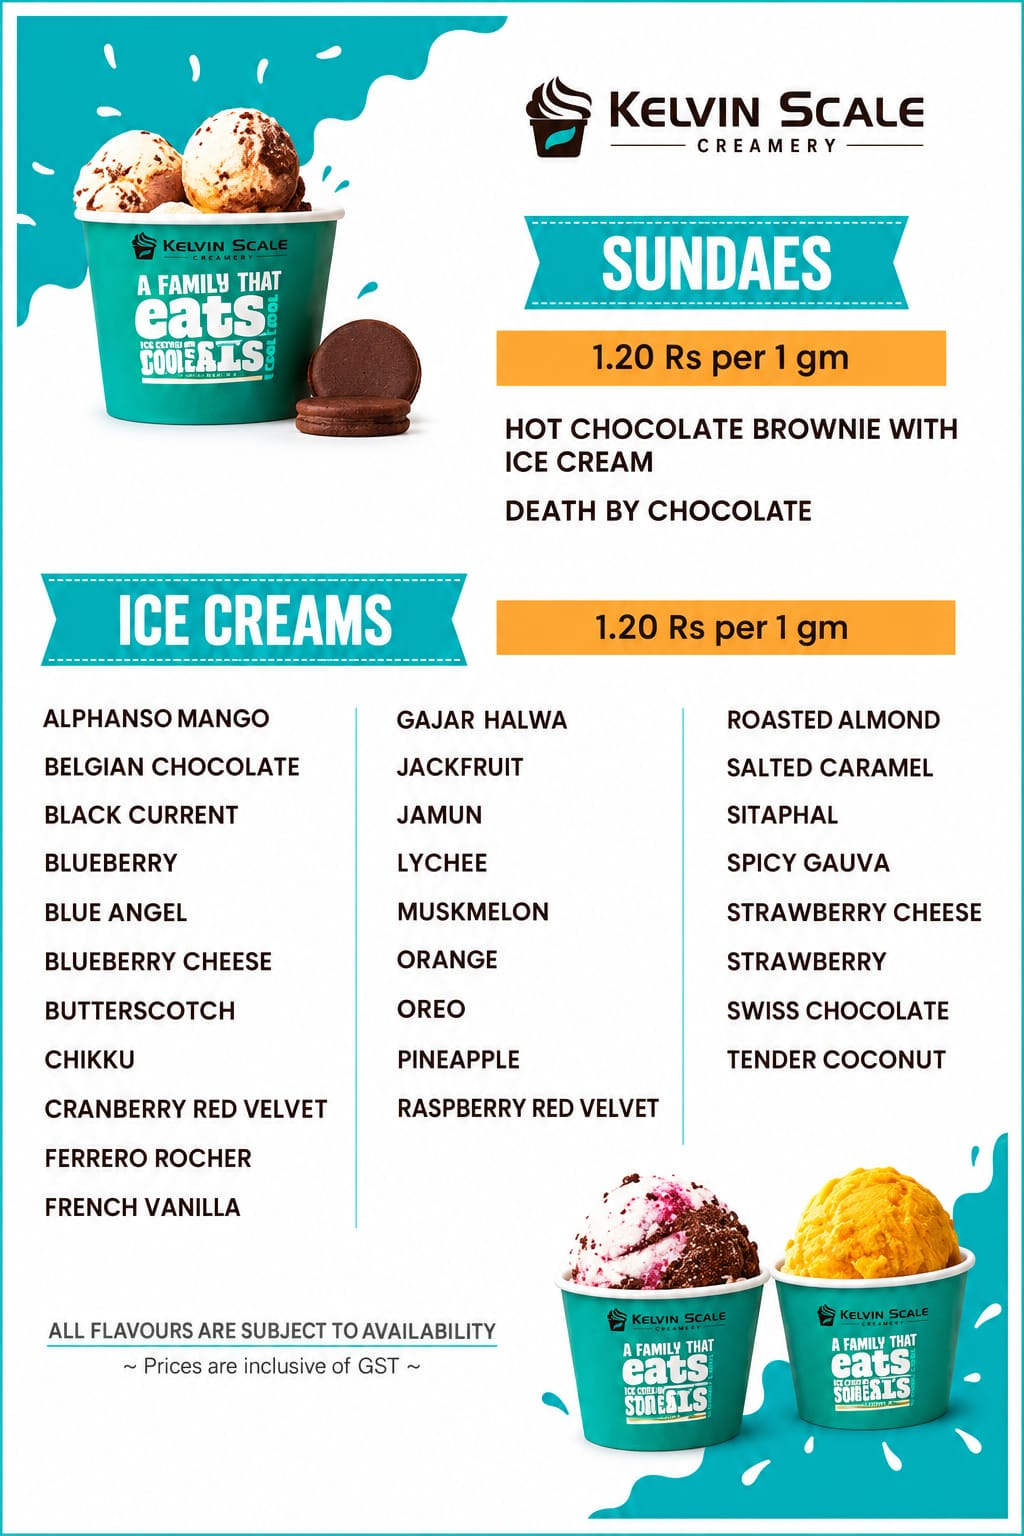 KELVIN SCALE
CREAMERY
KELVIN SCALE
CREAMERY
A FAMILY THAT
eats
SUNDAES
1.20 Rs per 1 gm
HOT CHOCOLATE BROWNIE WITH
ICE CREAM
DEATH BY CHOCOLATE
ICE CREAMS
1.20 Rs per 1 gm
ALPHANSO MANGO
BELGIAN CHOCOLATE
BLACK CURRENT
BLUEBERRY
BLUE ANGEL
BLUEBERRY CHEESE
BUTTERSCOTCH
CHIKKU
CRANBERRY RED VELVET
FERRERO ROCHER
FRENCH VANILLA
GAJAR HALWA
JACKFRUIT
JAMUN
LYCHEE
MUSKMELON
ORANGE
OREO
PINEAPPLE
RASPBERRY RED VELVET
ROASTED ALMOND
SALTED CARAMEL
SITAPHAL
SPICY GAUVA
STRAWBERRY CHEESE
STRAWBERRY
SWISS CHOCOLATE
TENDER COCONUT
ALL FLAVOURS ARE SUBJECT TO AVAILABILITY
~ Prices are inclusive of GST ~
KELVIN SCALE
CREAMERY
A FAMILY THAT
eats
KELVIN SCALE
CREAMERY
A FAMILY THAT
eats